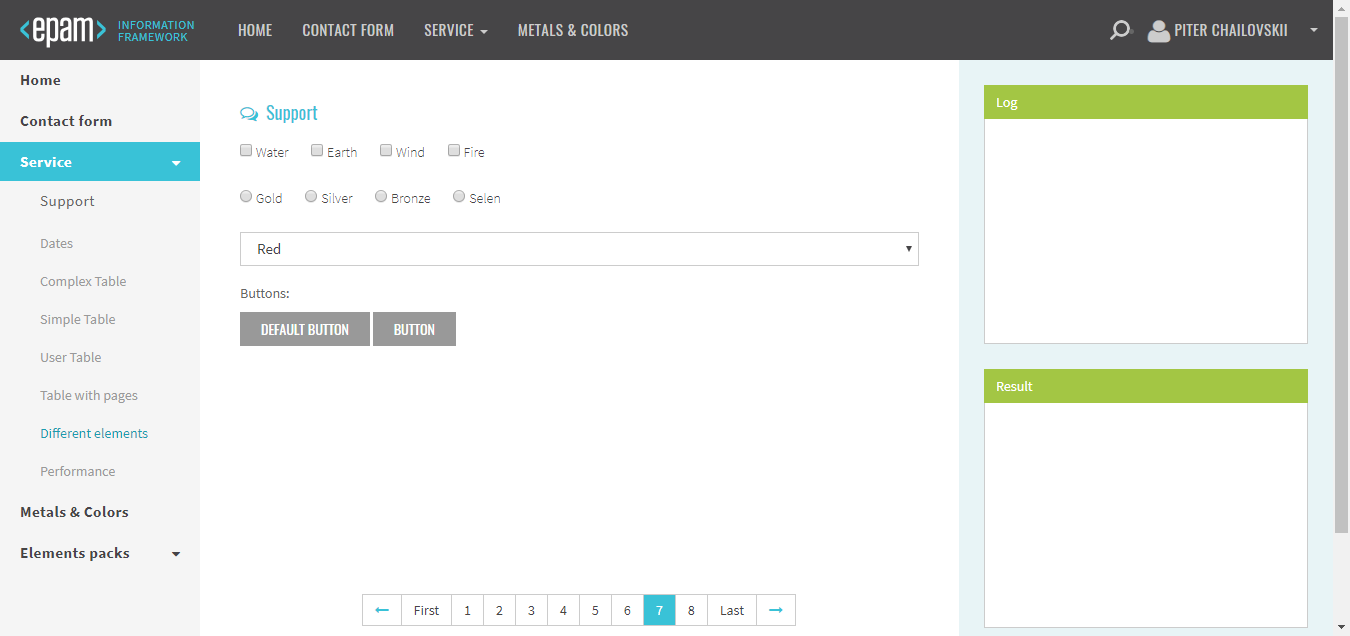 <epam> INFORMATION FRAMEWORK
HOME CONTACT FORM SERVICE METALS & COLORS PITER CHAILOVSKII
Home
Contact form
Service
Support
Dates
Complex Table
Simple Table
User Table
Table with pages
Different elements
Performance
Metals & Colors
Elements packs
Support
Water Earth Wind Fire
Gold Silver Bronze Selen
Red
Buttons:
DEFAULT BUTTON BUTTON
First 1 2 3 4 5 6 7 8 Last
Log
Result